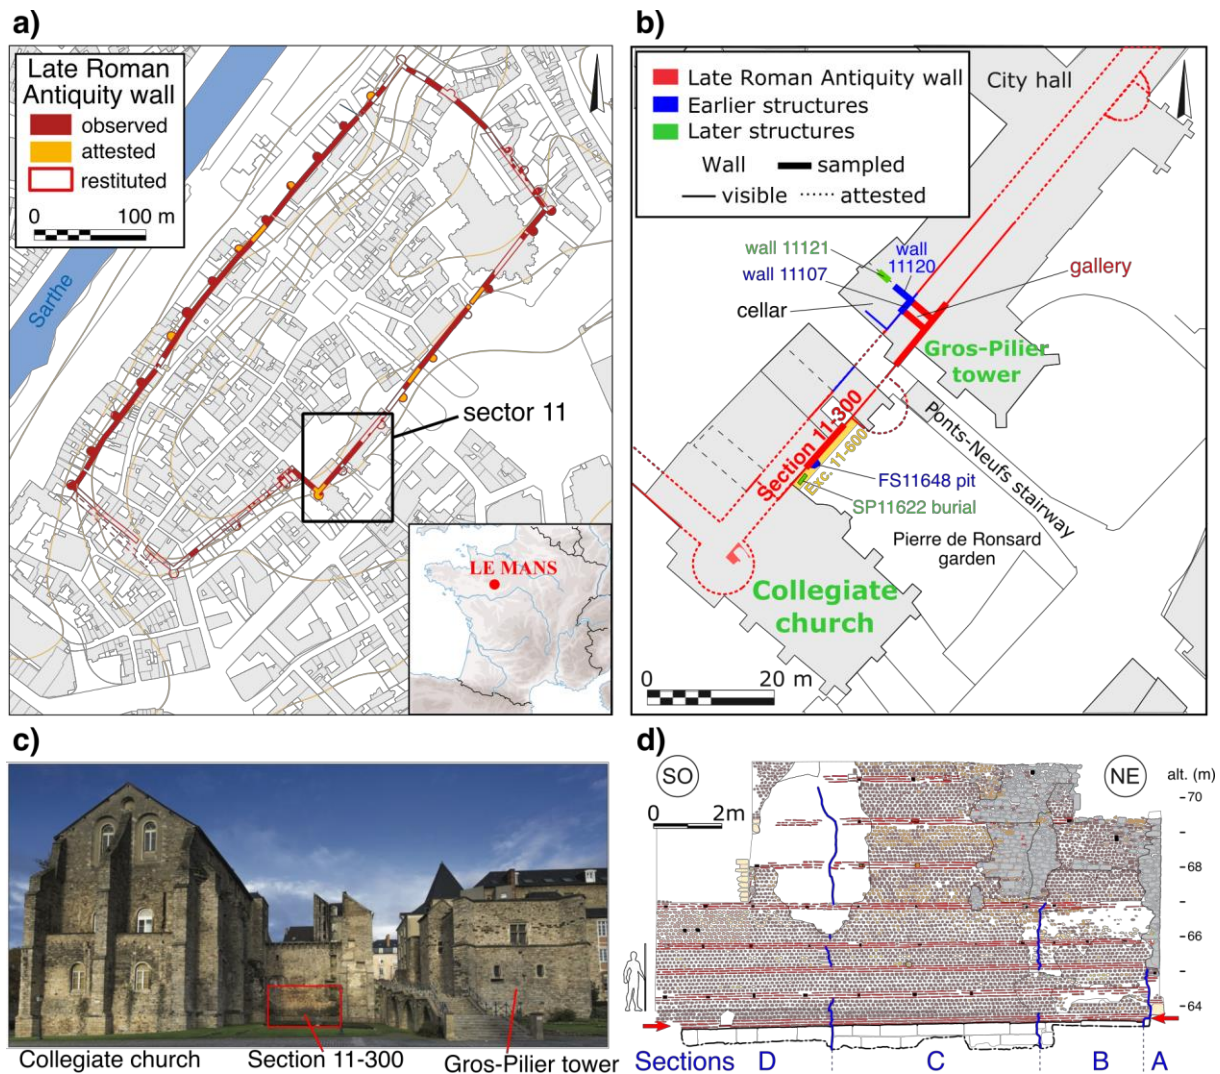 a)
Late Roman
Antiquity wall
observed
attested
restituted
0 100 m
Sarthe
sector 11
LE MANS
b)
Late Roman Antiquity wall
Earlier structures
Later structures
Wall sampled
visible attested
City hall
wall 11121
wall
11120
wall 11107
gallery
cellar
Gros-Pilier
tower
Section 11-300
Exc. 11-600
Ponts-Neufs stairway
FS11648 pit
SP11622 burial
Pierre de Ronsard
garden
Collegiate
church
0 20 m
c)
Collegiate church
Section 11-300
Gros-Pilier tower
d)
SO
NE
alt. (m)
0 2m
70
68
66
64
Sections D C B A